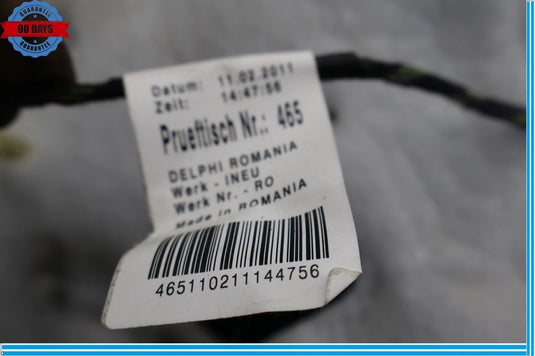 GUARANTEE
90 DAYS
GUARANTEE
Datum: 11.02.2011
Zeit: 14:47:56
Prueftisch Nr.: 465
DELPHI ROMANIA
Werk - INEU
Werk Nr. - RO
Made in ROMANIA
465110211144756